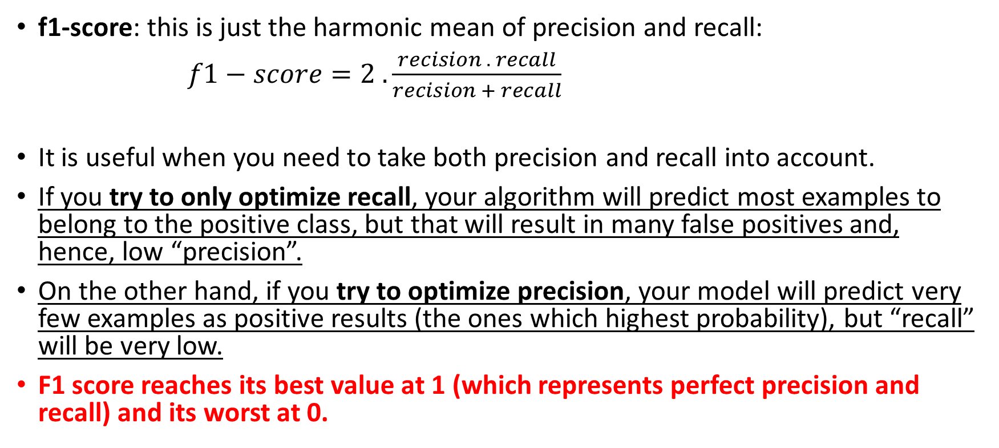 • f1-score: this is just the harmonic mean of precision and recall:
f1 − score = 2 . recision . recall / recision + recall
• It is useful when you need to take both precision and recall into account.
• If you try to only optimize recall, your algorithm will predict most examples to
belong to the positive class, but that will result in many false positives and,
hence, low “precision”.
• On the other hand, if you try to optimize precision, your model will predict very
few examples as positive results (the ones which highest probability), but “recall”
will be very low.
• F1 score reaches its best value at 1 (which represents perfect precision and
recall) and its worst at 0.